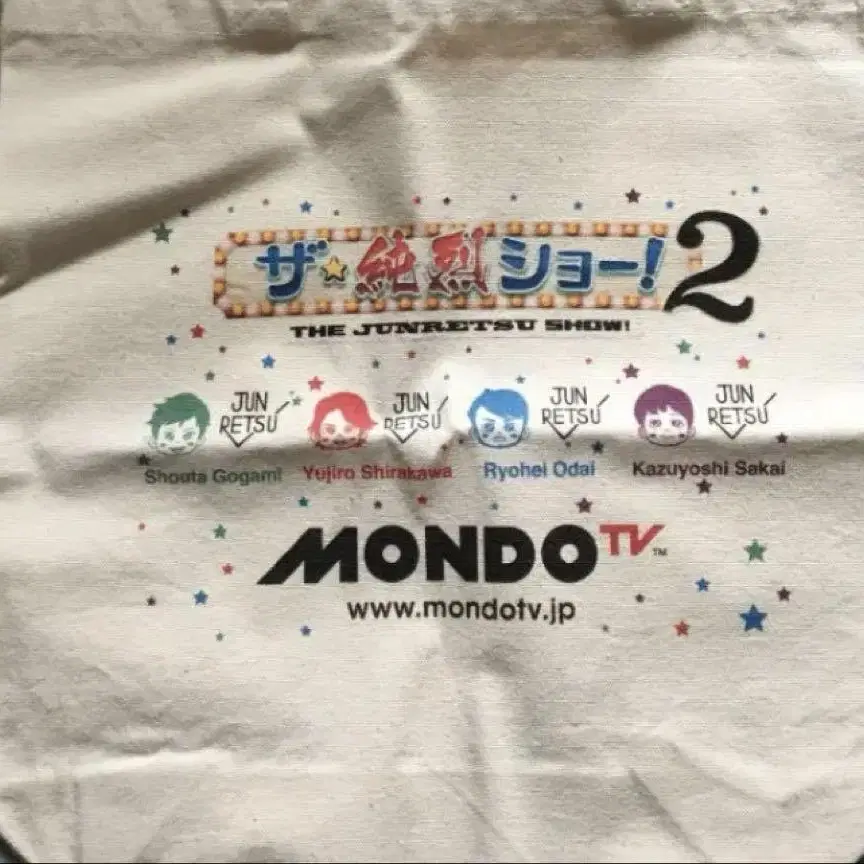 ザ★純烈ショー!2
THE JUNRETSU SHOW!
JUN RETSU JUN RETSU JUN RETSU JUN RETSU
Shouta Gogami Yujiro Shirakawa Ryohei Odai Kazuyoshi Sakai
MONDO TV™
www.mondotv.jp